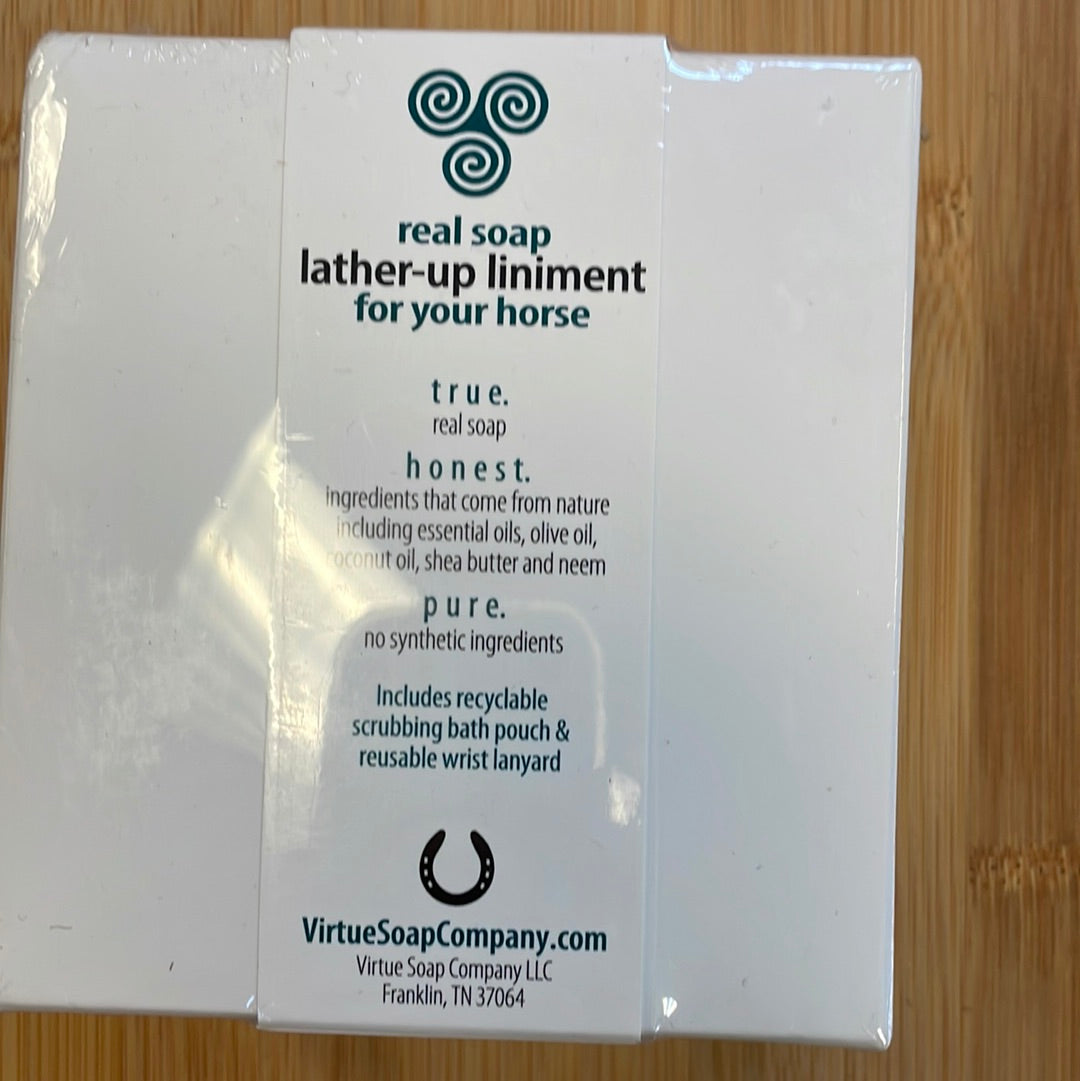 real soap
lather-up liniment
for your horse
true.
real soap
honest.
ingredients that come from nature
including essential oils, olive oil,
coconut oil, shea butter and neem
pure.
no synthetic ingredients
Includes recyclable
scrubbing bath pouch &
reusable wrist lanyard
VirtueSoapCompany.com
Virtue Soap Company LLC
Franklin, TN 37064